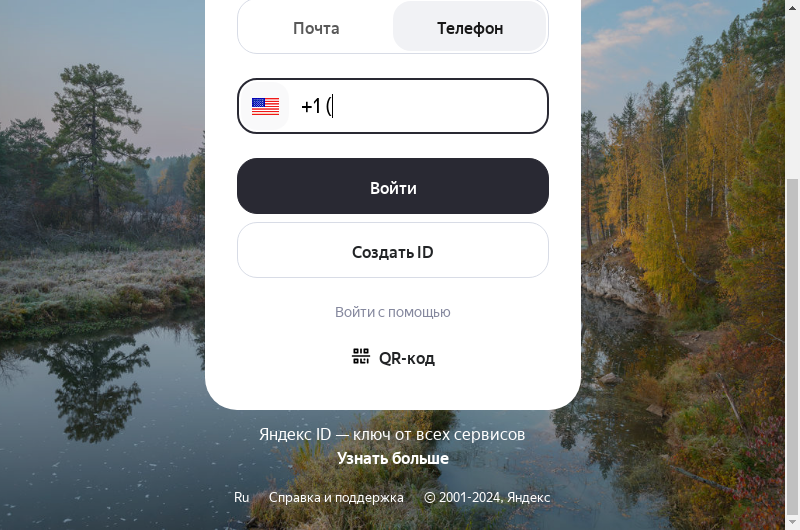 Почта Телефон
+1 (
Войти
Создать ID
Войти с помощью
QR-код
Яндекс ID — ключ от всех сервисов
Узнать больше
Ru Справка и поддержка © 2001-2024, Яндекс